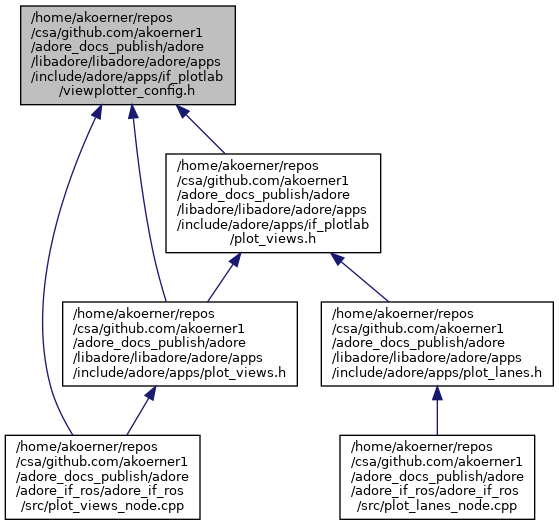 /home/akoerner/repos
/csa/github.com/akoerner1
/adore_docs_publish/adore
/libadore/libadore/adore/apps
/include/adore/apps/if_plotlab
/viewplotter_config.h
/home/akoerner/repos
/csa/github.com/akoerner1
/adore_docs_publish/adore
/libadore/libadore/adore/apps
/include/adore/apps/if_plotlab
/plot_views.h
/home/akoerner/repos
/csa/github.com/akoerner1
/adore_docs_publish/adore
/libadore/libadore/adore/apps
/include/adore/apps/plot_views.h
/home/akoerner/repos
/csa/github.com/akoerner1
/adore_docs_publish/adore
/libadore/libadore/adore/apps
/include/adore/apps/plot_lanes.h
/home/akoerner/repos
/csa/github.com/akoerner1
/adore_docs_publish/adore
/adore_if_ros/adore_if_ros
/src/plot_views_node.cpp
/home/akoerner/repos
/csa/github.com/akoerner1
/adore_docs_publish/adore
/adore_if_ros/adore_if_ros
/src/plot_lanes_node.cpp